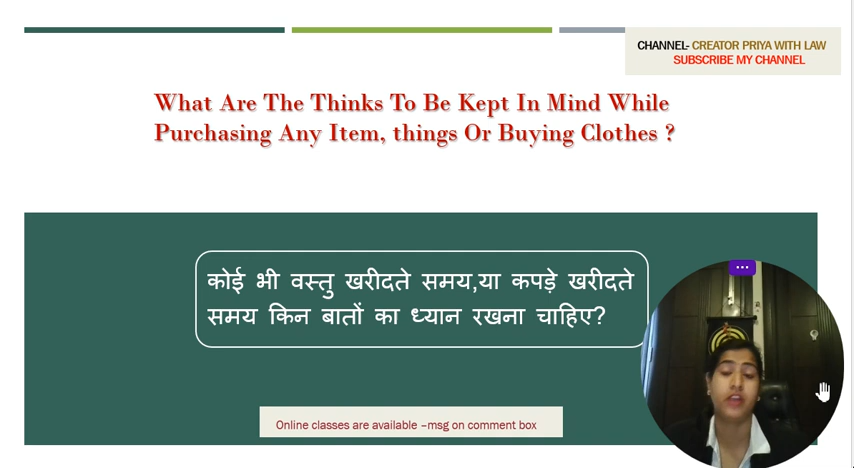 CHANNEL- CREATOR PRIYA WITH LAW
SUBSCRIBE MY CHANNEL
What Are The Thinks To Be Kept In Mind While
Purchasing Any Item, things Or Buying Clothes ?
कोई भी वस्तु खरीदते समय,या कपड़े खरीदते
समय किन बातों का ध्यान रखना चाहिए?
Online classes are available –msg on comment box